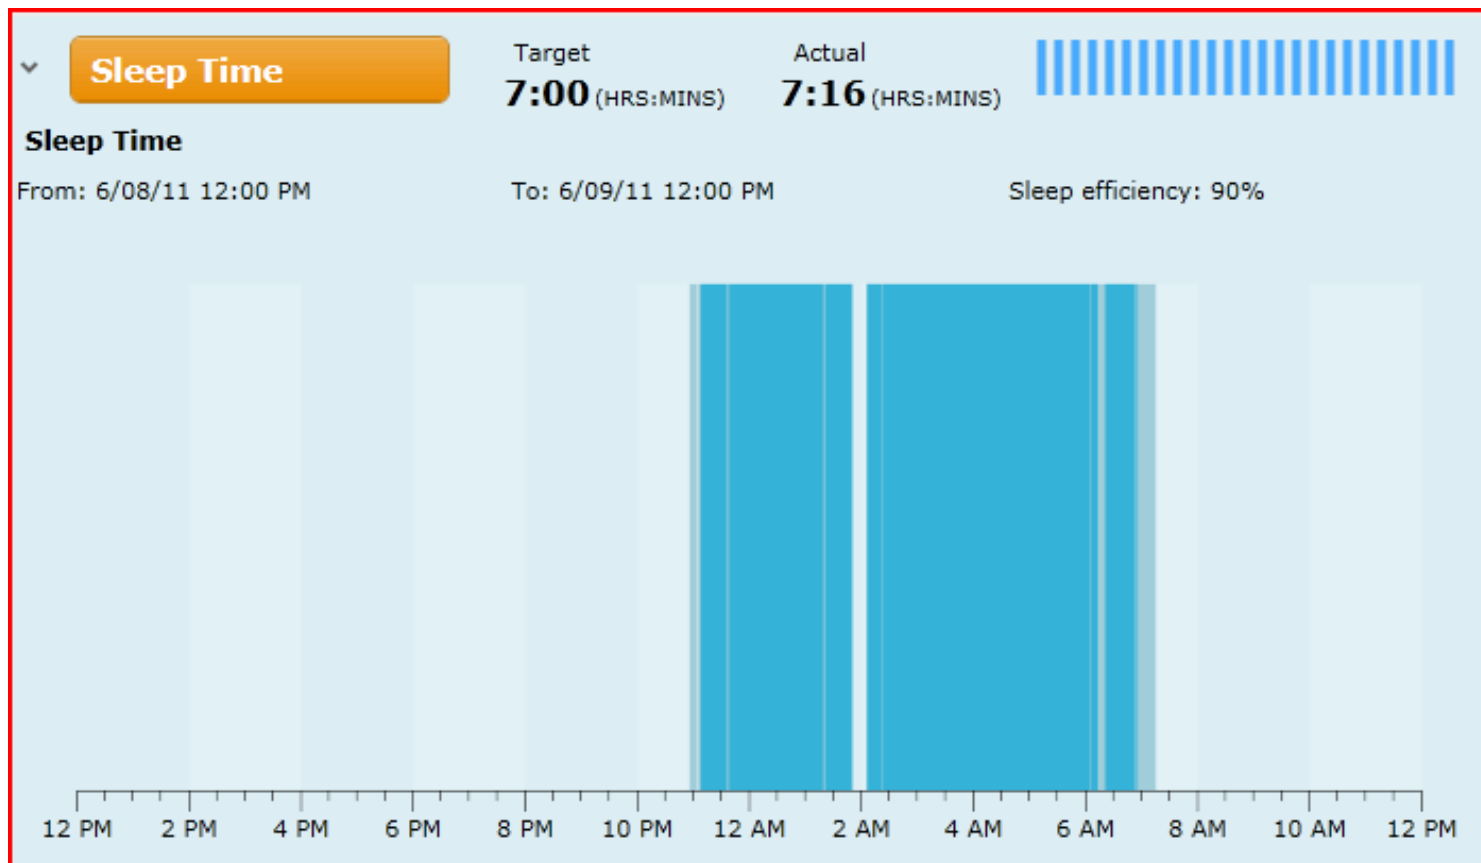 Sleep Time
Target
Actual
7:00 (HRS:MINS)
7:16 (HRS:MINS)
Sleep Time
From: 6/08/11 12:00 PM
To: 6/09/11 12:00 PM
Sleep efficiency: 90%
12 PM 2 PM 4 PM 6 PM 8 PM 10 PM 12 AM 2 AM 4 AM 6 AM 8 AM 10 AM 12 PM